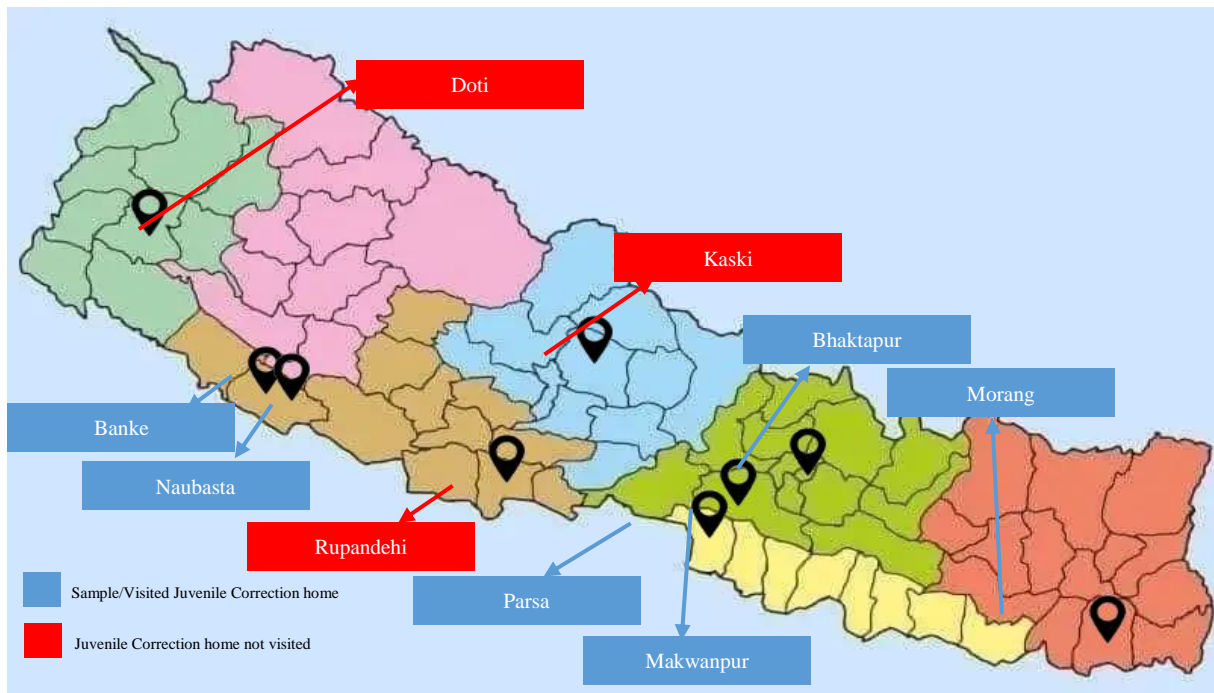 Doti
Kaski
Bhaktapur
Morang
Banke
Naubasta
Rupandehi
Parsa
Makwanpur
Sample/Visited Juvenile Correction home
Juvenile Correction home not visited